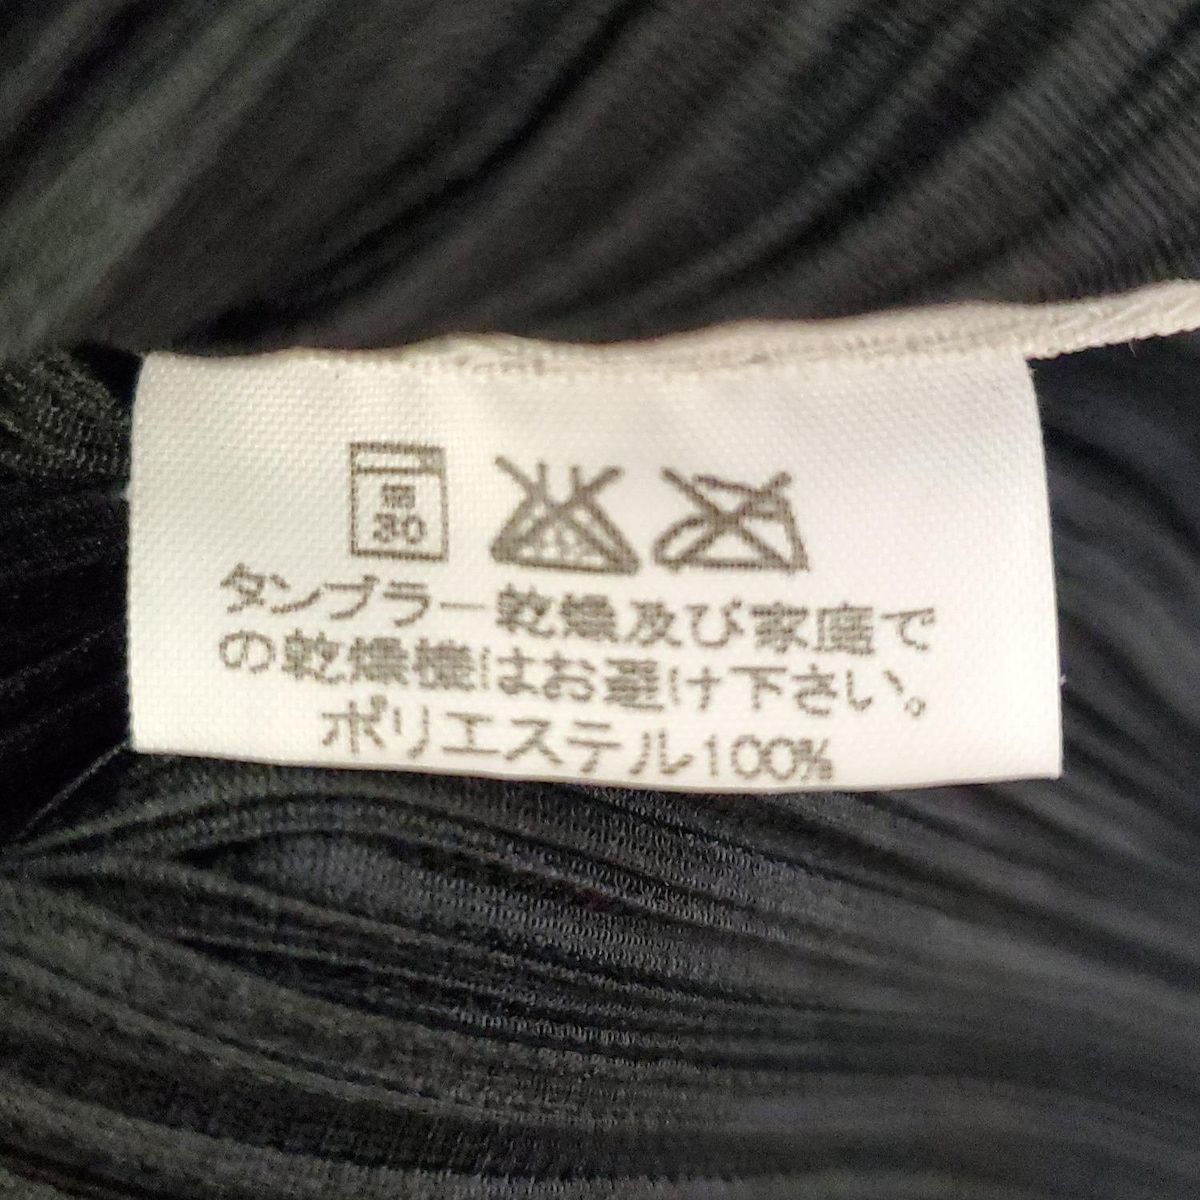 30
タンブラー乾燥及び家庭で
の乾燥機はお避け下さい。
ポリエステル100%